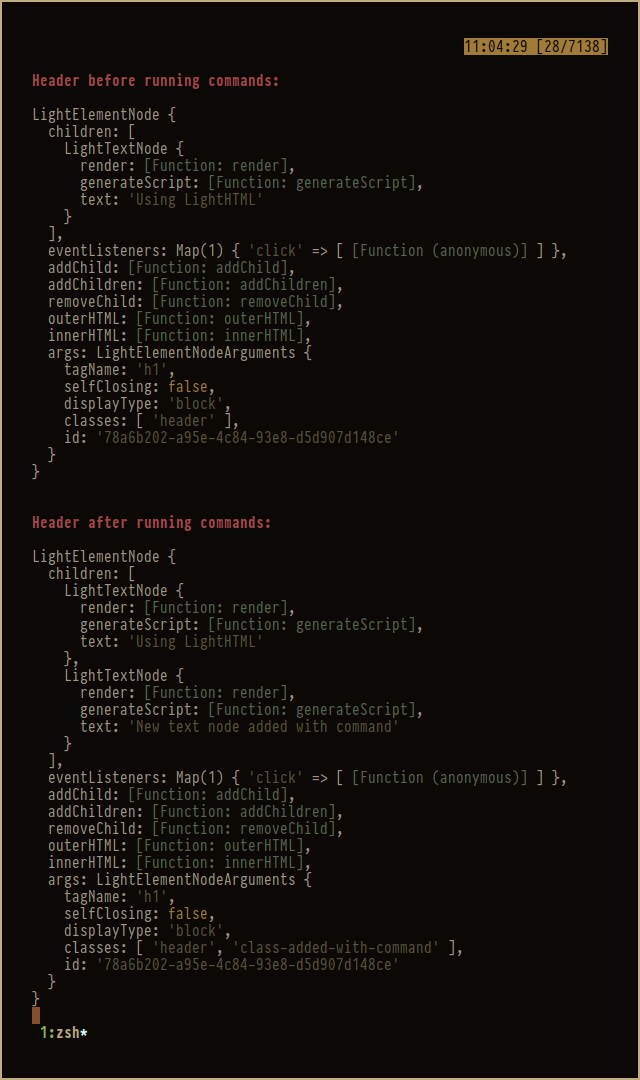 11:04:29 [28/7138]
Header before running commands:
LightElementNode {
  children: [
    LightTextNode {
      render: [Function: render],
      generateScript: [Function: generateScript],
      text: 'Using LightHTML'
    }
  ],
  eventListeners: Map(1) { 'click' => [ [Function (anonymous)] ] },
  addChild: [Function: addChild],
  addChildren: [Function: addChildren],
  removeChild: [Function: removeChild],
  outerHTML: [Function: outerHTML],
  innerHTML: [Function: innerHTML],
  args: LightElementNodeArguments {
    tagName: 'h1',
    selfClosing: false,
    displayType: 'block',
    classes: [ 'header' ],
    id: '78a6b202-a95e-4c84-93e8-d5d907d148ce'
  }
}
Header after running commands:
LightElementNode {
  children: [
    LightTextNode {
      render: [Function: render],
      generateScript: [Function: generateScript],
      text: 'Using LightHTML'
    },
    LightTextNode {
      render: [Function: render],
      generateScript: [Function: generateScript],
      text: 'New text node added with command'
    }
  ],
  eventListeners: Map(1) { 'click' => [ [Function (anonymous)] ] },
  addChild: [Function: addChild],
  addChildren: [Function: addChildren],
  removeChild: [Function: removeChild],
  outerHTML: [Function: outerHTML],
  innerHTML: [Function: innerHTML],
  args: LightElementNodeArguments {
    tagName: 'h1',
    selfClosing: false,
    displayType: 'block',
    classes: [ 'header', 'class-added-with-command' ],
    id: '78a6b202-a95e-4c84-93e8-d5d907d148ce'
  }
}
1:zsh*